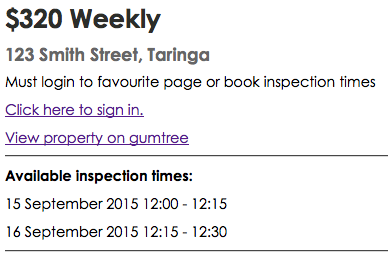 $320 Weekly
123 Smith Street, Taringa
Must login to favourite page or book inspection times
Click here to sign in.
View property on gumtree
Available inspection times:
15 September 2015 12:00 - 12:15
16 September 2015 12:15 - 12:30